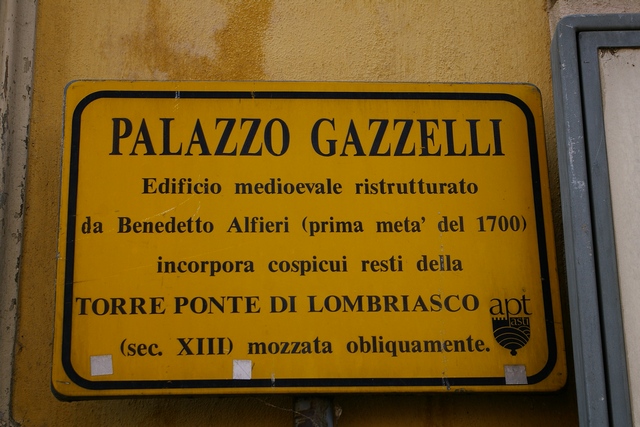 PALAZZO GAZZELLI
Edificio medioevale ristrutturato
da Benedetto Alfieri (prima meta' del 1700)
incorpora cospicui resti della
TORRE PONTE DI LOMBRIASCO
(sec. XIII) mozzata obliquamente.
apt
asti